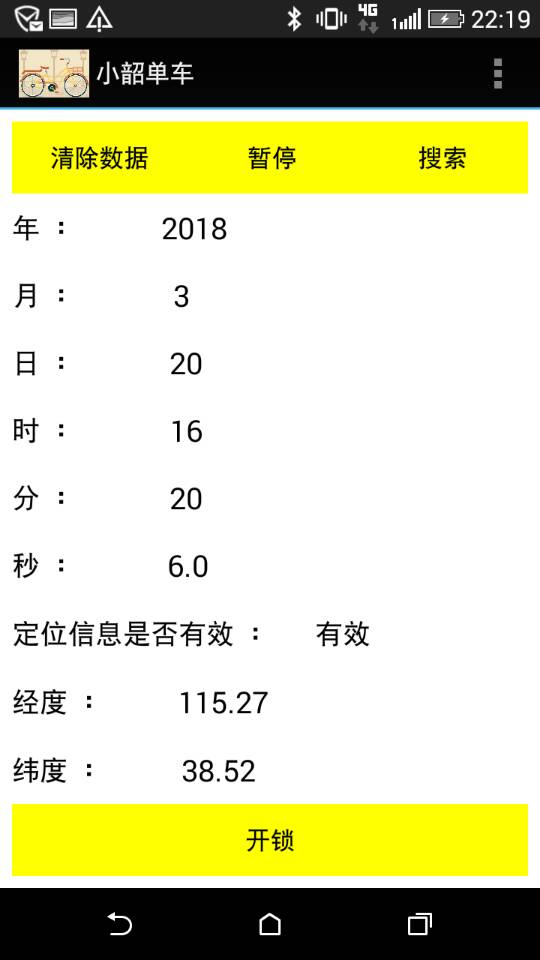 4G 22:19
小韶单车
清除数据 暂停 搜索
年 : 2018
月 : 3
日 : 20
时 : 16
分 : 20
秒 : 6.0
定位信息是否有效 : 有效
经度 : 115.27
纬度 : 38.52
开锁